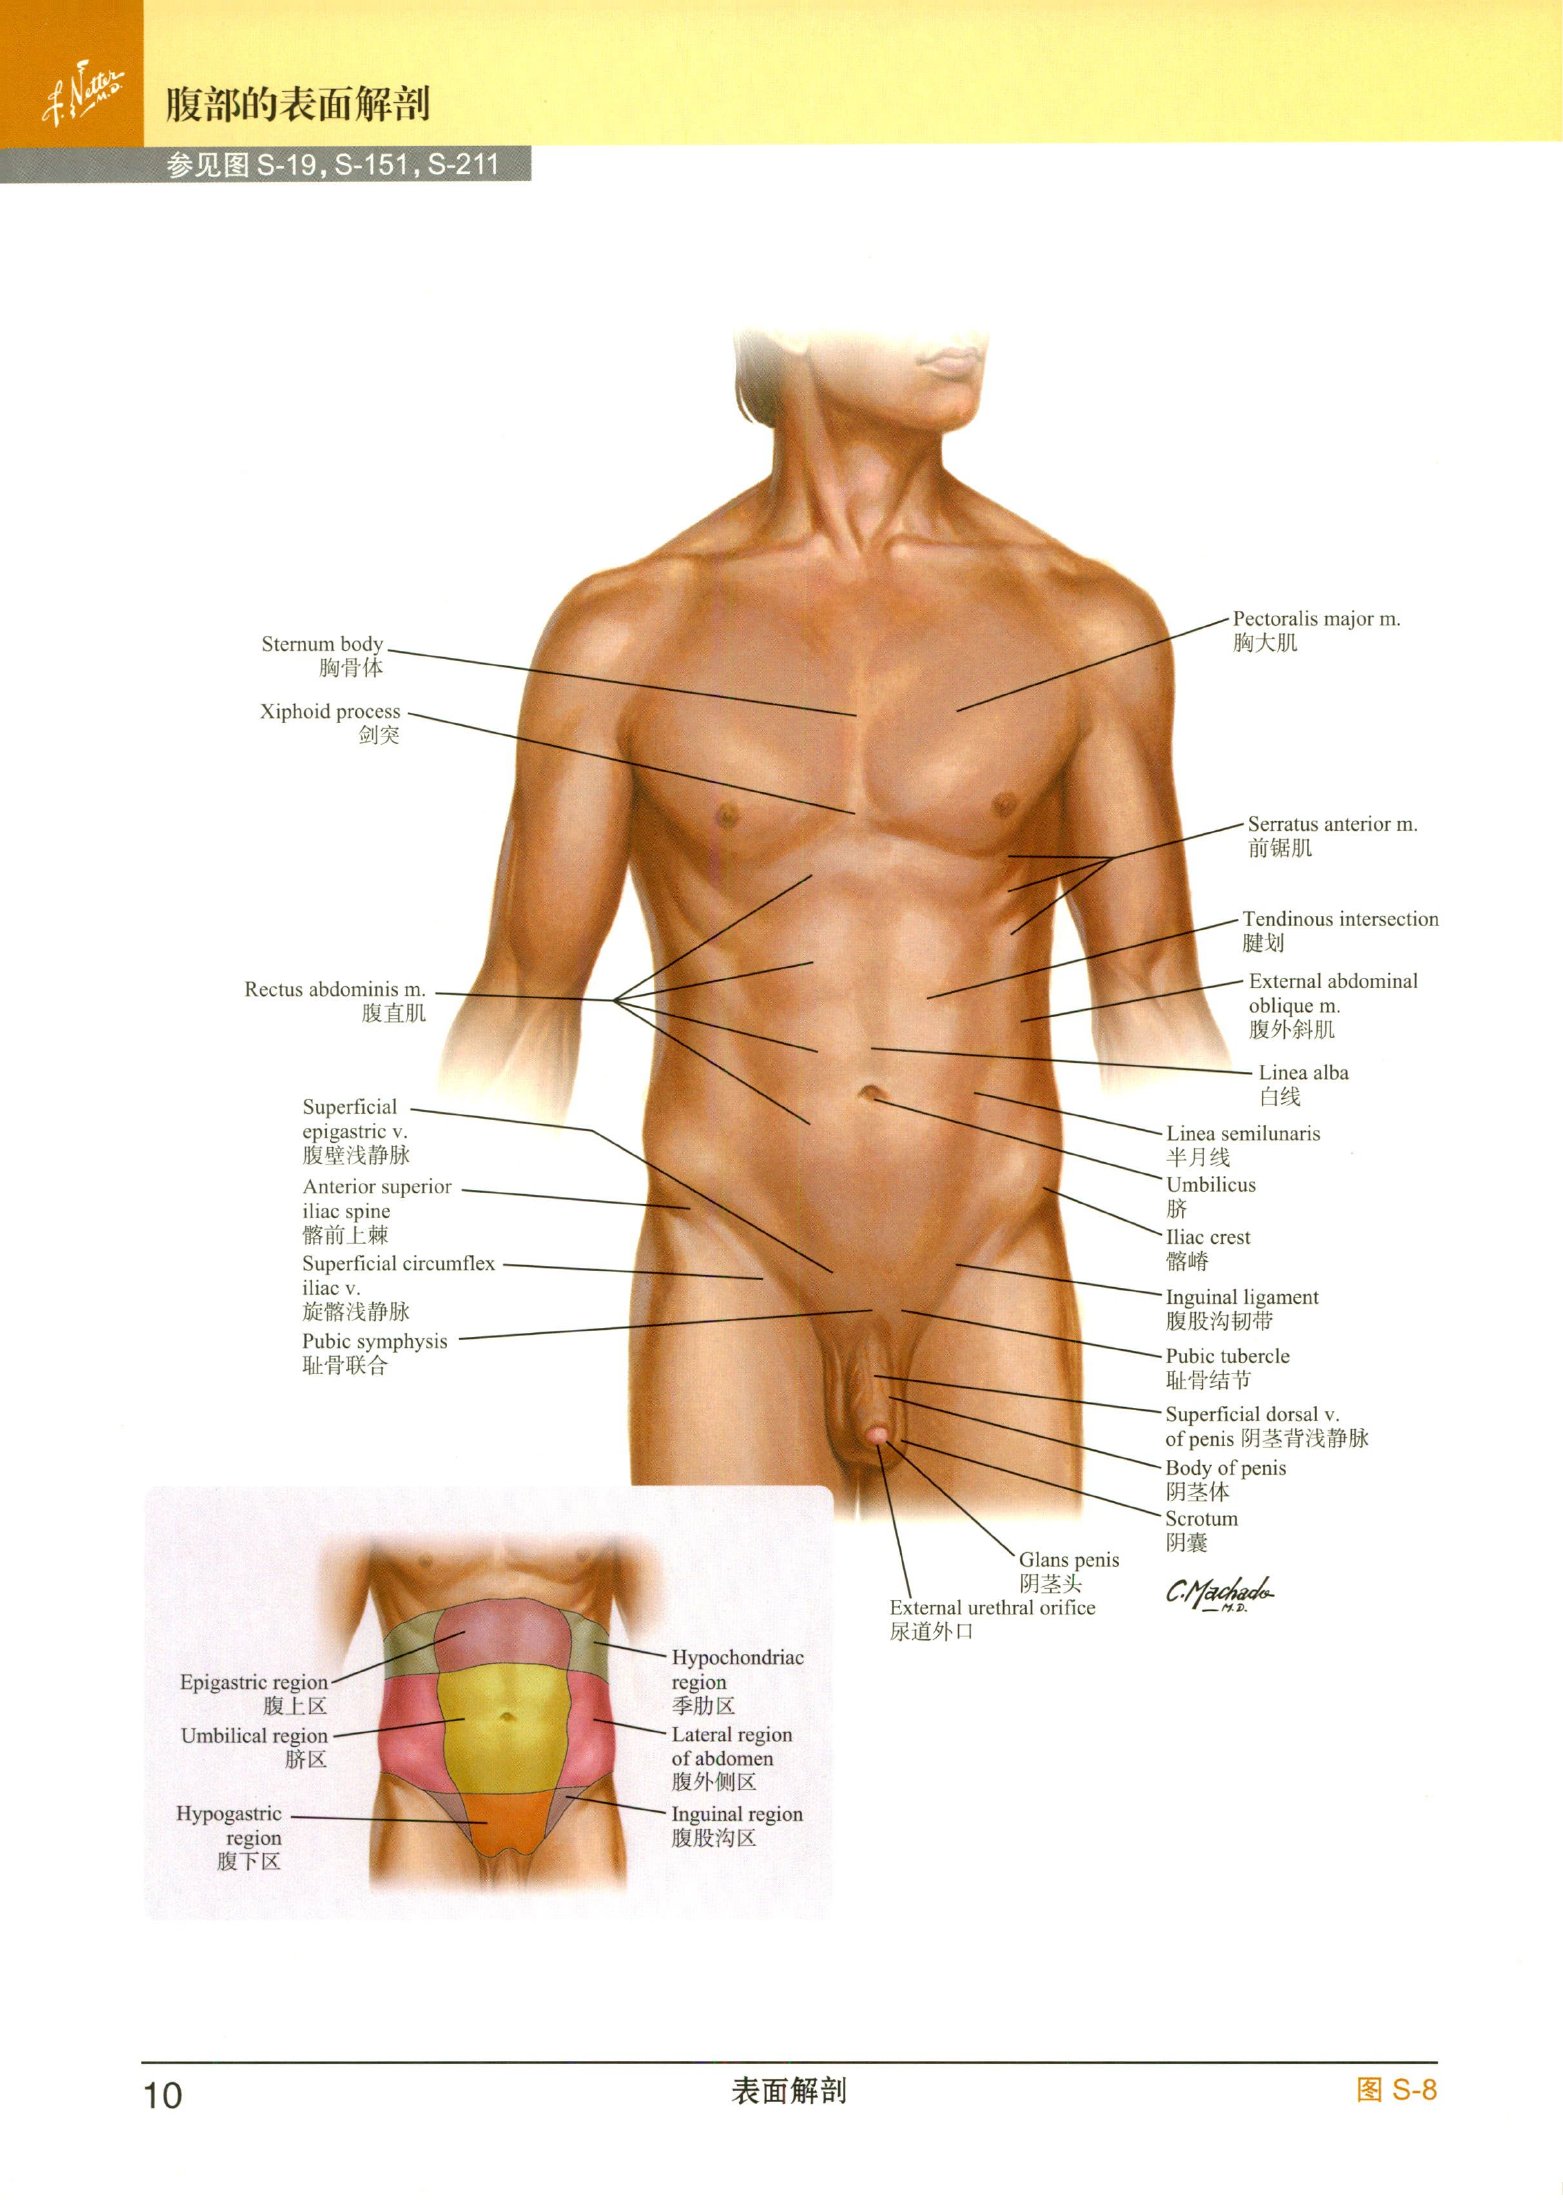 F. Netter
M.D.
腹部的表面解剖
参见图 S-19, S-151, S-211
Sternum body
胸骨体
Xiphoid process
剑突
Rectus abdominis m.
腹直肌
Superficial
epigastric v.
腹壁浅静脉
Anterior superior
iliac spine
髂前上棘
Superficial circumflex
iliac v.
旋髂浅静脉
Pubic symphysis
耻骨联合
Pectoralis major m.
胸大肌
Serratus anterior m.
前锯肌
Tendinous intersection
腱划
External abdominal
oblique m.
腹外斜肌
Linea alba
白线
Linea semilunaris
半月线
Umbilicus
脐
Iliac crest
髂嵴
Inguinal ligament
腹股沟韧带
Pubic tubercle
耻骨结节
Superficial dorsal v.
of penis 阴茎背浅静脉
Body of penis
阴茎体
Scrotum
阴囊
Glans penis
阴茎头
External urethral orifice
尿道外口
C. Machado
M.D.
Epigastric region
腹上区
Umbilical region
脐区
Hypogastric
region
腹下区
Hypochondriac
region
季肋区
Lateral region
of abdomen
腹外侧区
Inguinal region
腹股沟区
10
表面解剖
图 S-8